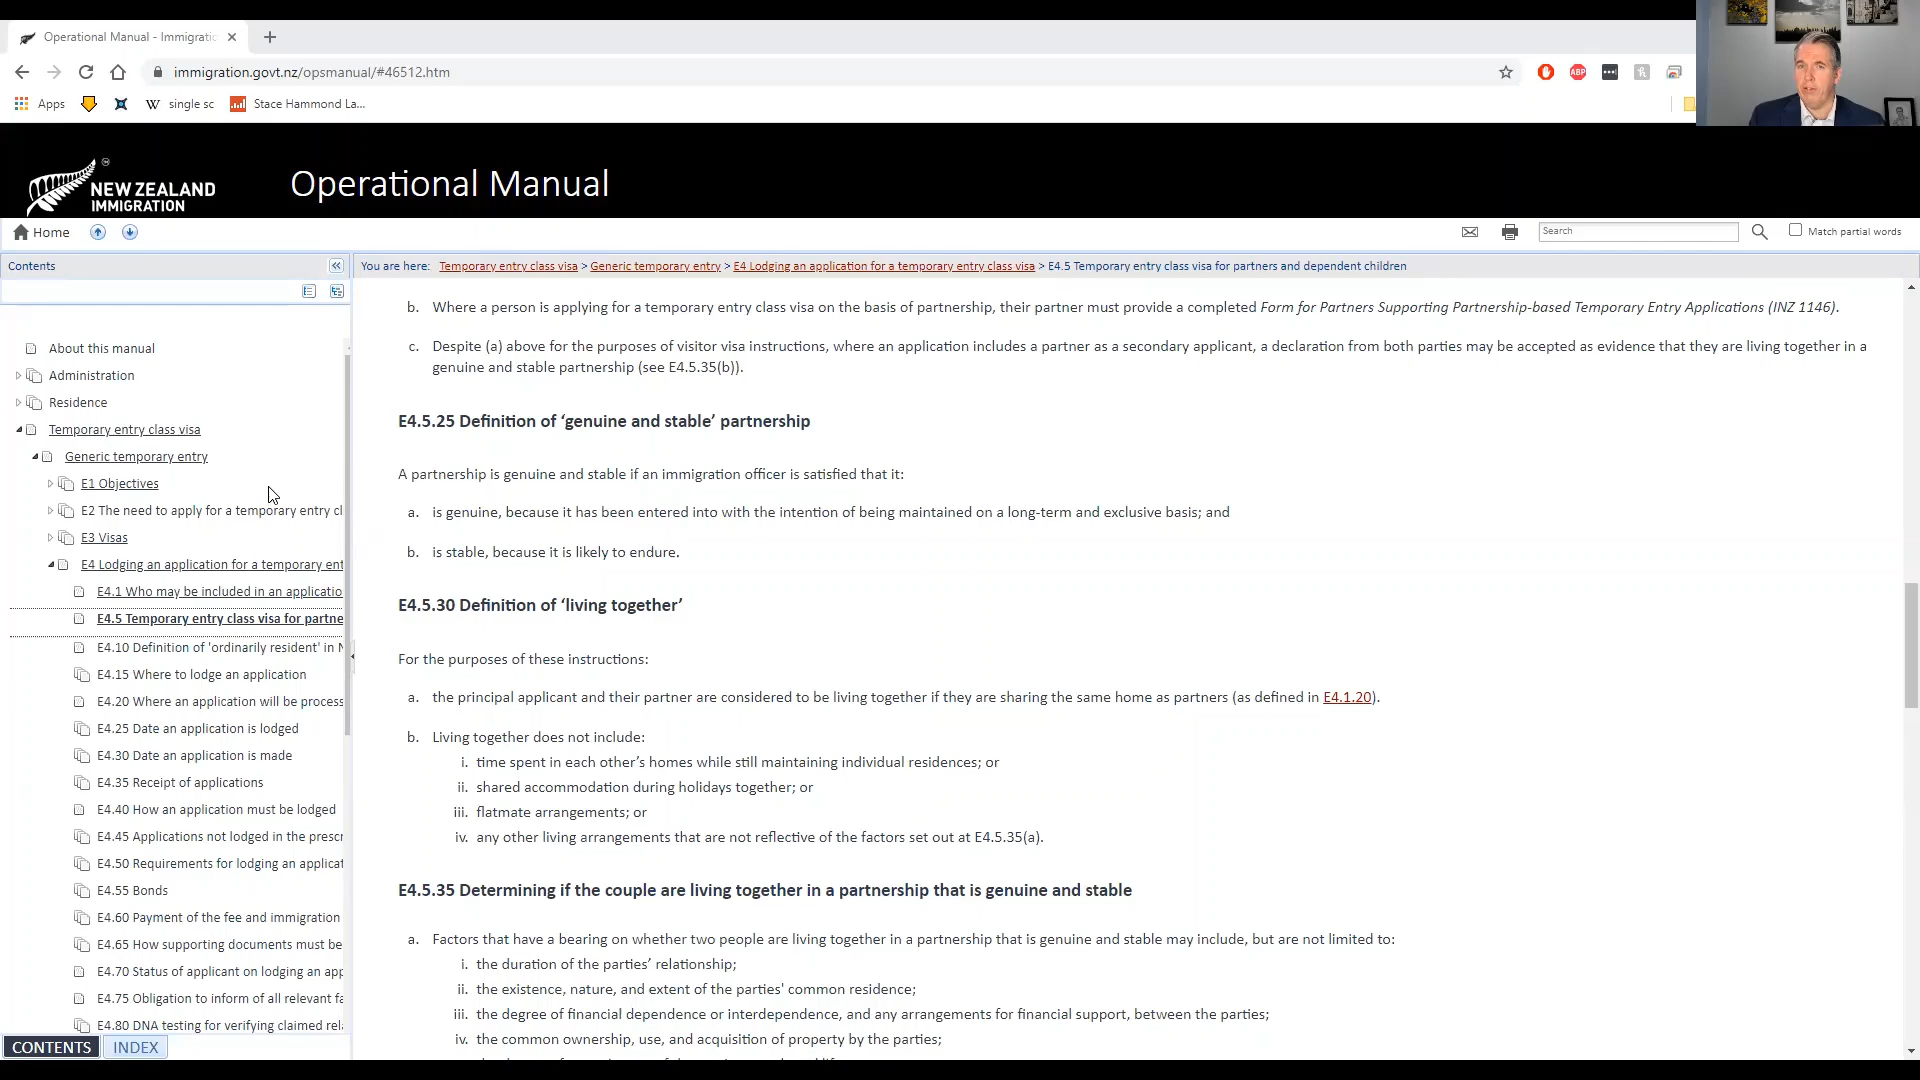 Operational Manual - Immigratic
immigration.govt.nz/opsmanual/#46512.htm
ABP
Apps
W single sc
Stace Hammond La...
NEW ZEALAND
IMMIGRATION
Operational Manual
Home
Search
Match partial words
Contents
You are here: Temporary entry class visa > Generic temporary entry > E4 Lodging an application for a temporary entry class visa > E4.5 Temporary entry class visa for partners and dependent children
About this manual
Administration
Residence
Temporary entry class visa
Generic temporary entry
E1 Objectives
E2 The need to apply for a temporary entry cl
E3 Visas
E4 Lodging an application for a temporary ent
E4.1 Who may be included in an applicatio
E4.5 Temporary entry class visa for partne
E4.10 Definition of 'ordinarily resident' in N
E4.15 Where to lodge an application
E4.20 Where an application will be process
E4.25 Date an application is lodged
E4.30 Date an application is made
E4.35 Receipt of applications
E4.40 How an application must be lodged
E4.45 Applications not lodged in the prescr
E4.50 Requirements for lodging an applicat
E4.55 Bonds
E4.60 Payment of the fee and immigration
E4.65 How supporting documents must be
E4.70 Status of applicant on lodging an app
E4.75 Obligation to inform of all relevant fa
E4.80 DNA testing for verifying claimed rela
CONTENTS
INDEX
b. Where a person is applying for a temporary entry class visa on the basis of partnership, their partner must provide a completed Form for Partners Supporting Partnership-based Temporary Entry Applications (INZ 1146).
c. Despite (a) above for the purposes of visitor visa instructions, where an application includes a partner as a secondary applicant, a declaration from both parties may be accepted as evidence that they are living together in a
genuine and stable partnership (see E4.5.35(b)).
E4.5.25 Definition of ‘genuine and stable’ partnership
A partnership is genuine and stable if an immigration officer is satisfied that it:
a. is genuine, because it has been entered into with the intention of being maintained on a long-term and exclusive basis; and
b. is stable, because it is likely to endure.
E4.5.30 Definition of ‘living together’
For the purposes of these instructions:
a. the principal applicant and their partner are considered to be living together if they are sharing the same home as partners (as defined in E4.1.20).
b. Living together does not include:
i. time spent in each other’s homes while still maintaining individual residences; or
ii. shared accommodation during holidays together; or
iii. flatmate arrangements; or
iv. any other living arrangements that are not reflective of the factors set out at E4.5.35(a).
E4.5.35 Determining if the couple are living together in a partnership that is genuine and stable
a. Factors that have a bearing on whether two people are living together in a partnership that is genuine and stable may include, but are not limited to:
i. the duration of the parties’ relationship;
ii. the existence, nature, and extent of the parties' common residence;
iii. the degree of financial dependence or interdependence, and any arrangements for financial support, between the parties;
iv. the common ownership, use, and acquisition of property by the parties;